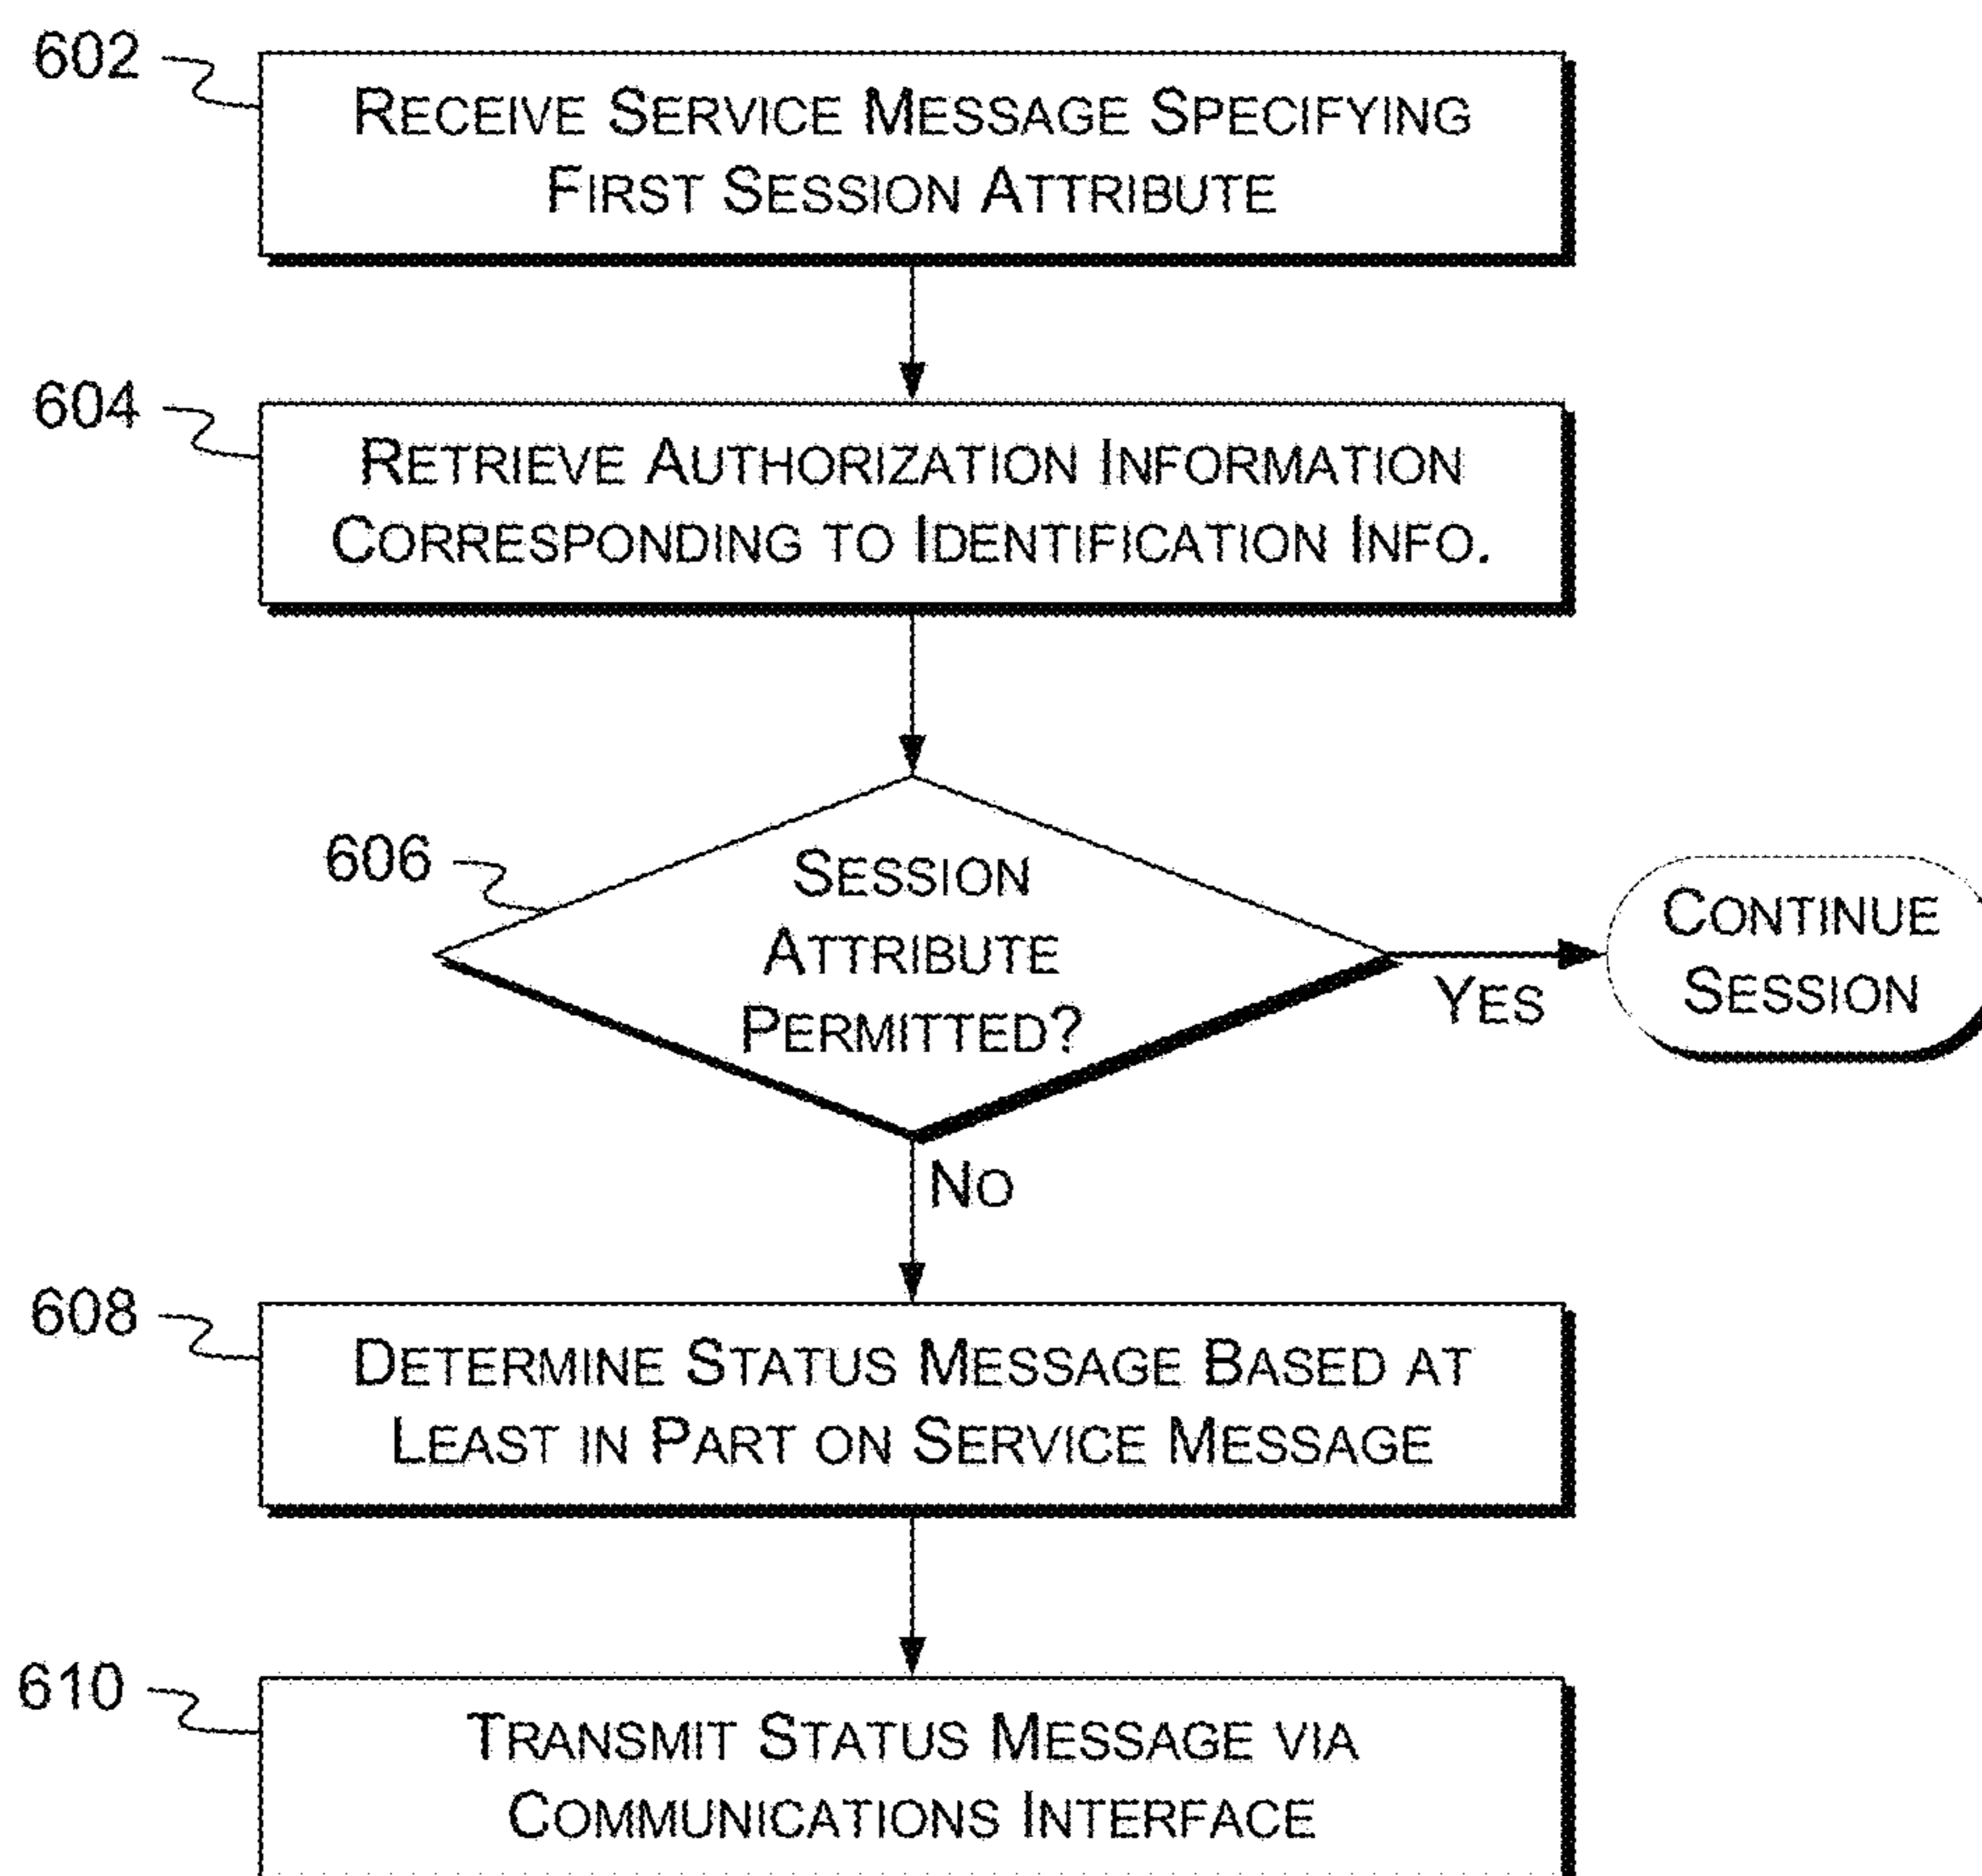 602
RECEIVE SERVICE MESSAGE SPECIFYING
FIRST SESSION ATTRIBUTE
604
RETRIEVE AUTHORIZATION INFORMATION
CORRESPONDING TO IDENTIFICATION INFO.
606
SESSION
ATTRIBUTE
PERMITTED?
YES
CONTINUE
SESSION
NO
608
DETERMINE STATUS MESSAGE BASED AT
LEAST IN PART ON SERVICE MESSAGE
610
TRANSMIT STATUS MESSAGE VIA
COMMUNICATIONS INTERFACE